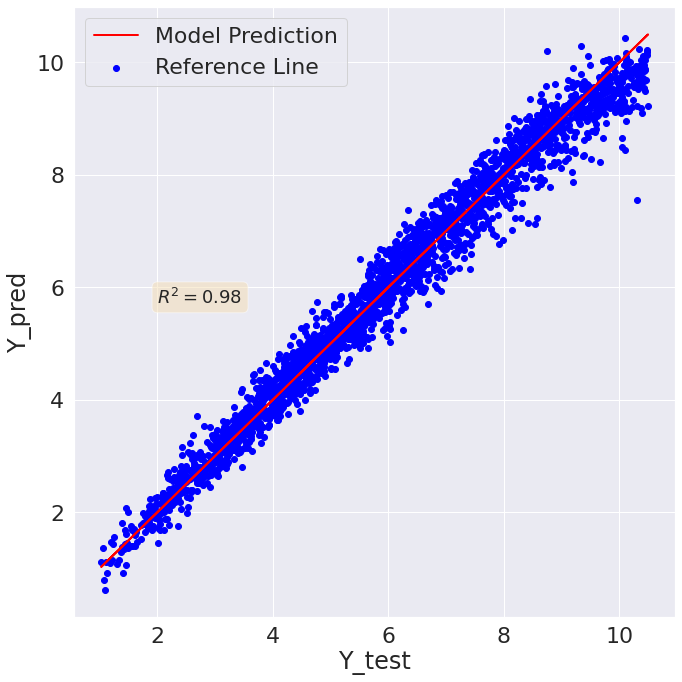 Model Prediction
Reference Line
10
8
6
4
2
R² = 0.98
Y_pred
2 4 6 8 10
Y_test